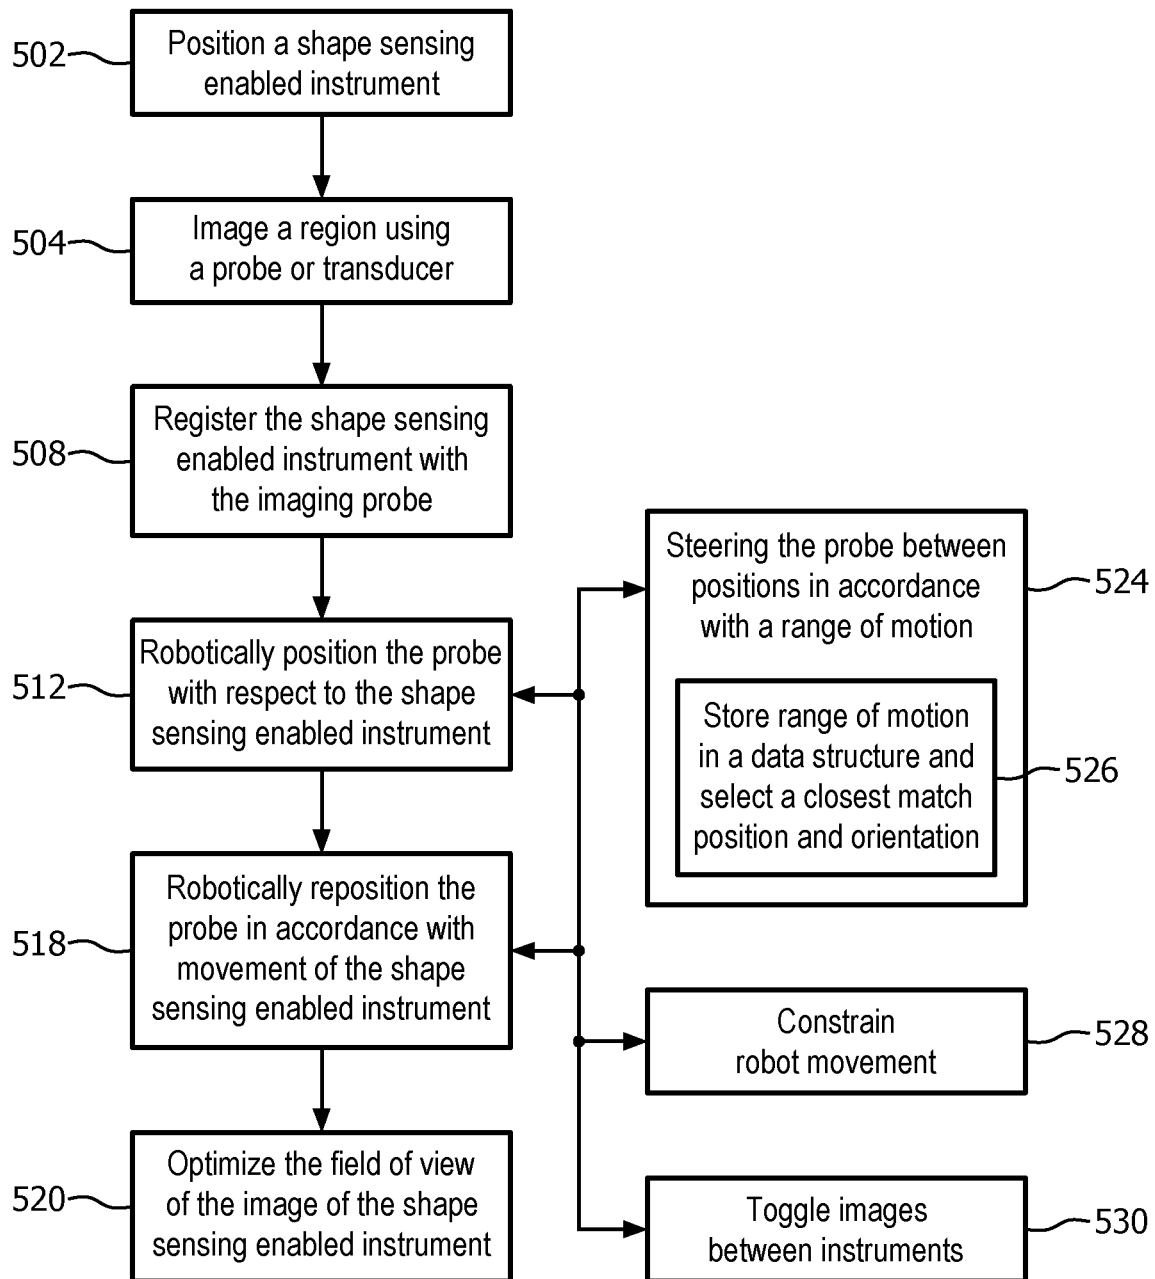 502
Position a shape sensing
enabled instrument
504
Image a region using
a probe or transducer
508
Register the shape sensing
enabled instrument with
the imaging probe
512
Robotically position the probe
with respect to the shape
sensing enabled instrument
518
Robotically reposition the
probe in accordance with
movement of the shape
sensing enabled instrument
520
Optimize the field of view
of the image of the shape
sensing enabled instrument
Steering the probe between
positions in accordance
with a range of motion
524
Store range of motion
in a data structure and
select a closest match
position and orientation
526
Constrain
robot movement
528
Toggle images
between instruments
530